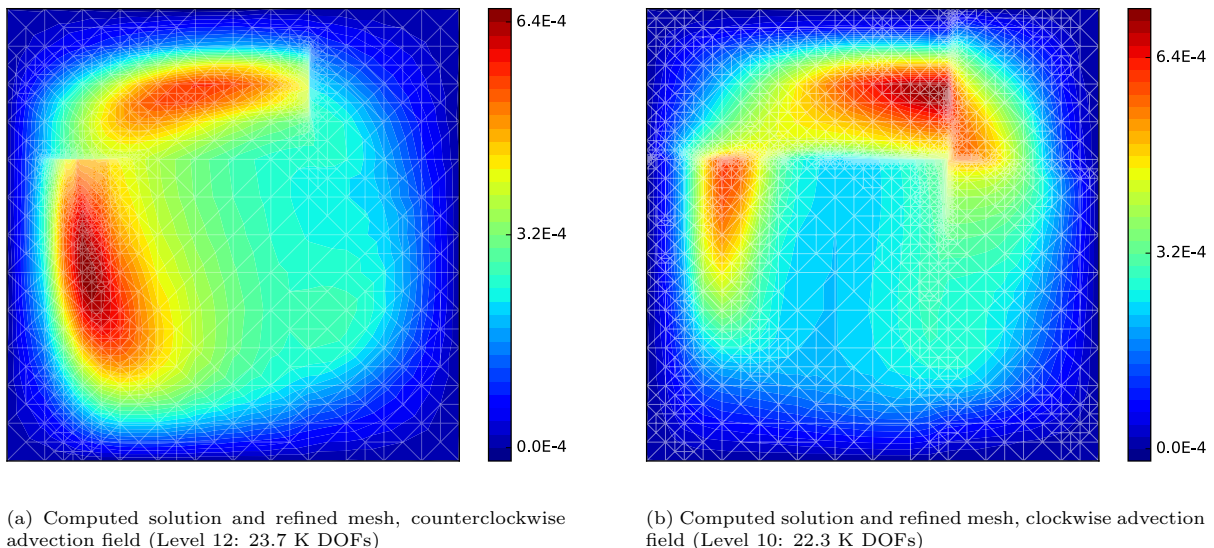 6.4E-4
3.2E-4
0.0E-4
6.4E-4
3.2E-4
0.0E-4
(a) Computed solution and refined mesh, counterclockwise
advection field (Level 12: 23.7 K DOFs)
(b) Computed solution and refined mesh, clockwise advection
field (Level 10: 22.3 K DOFs)